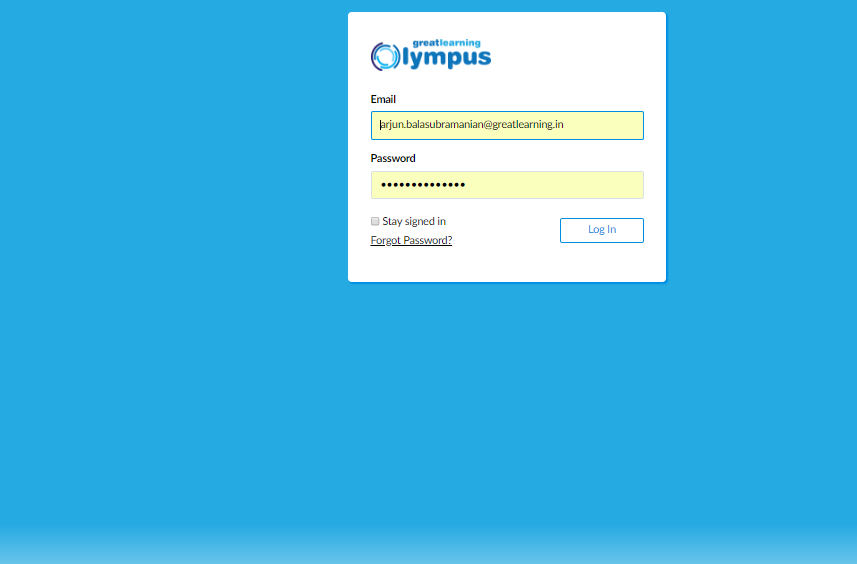 greatlearning
Olympus
Email
arjun.balasubramanian@greatlearning.in
Password
••••••••••••••
Stay signed in
Log In
Forgot Password?